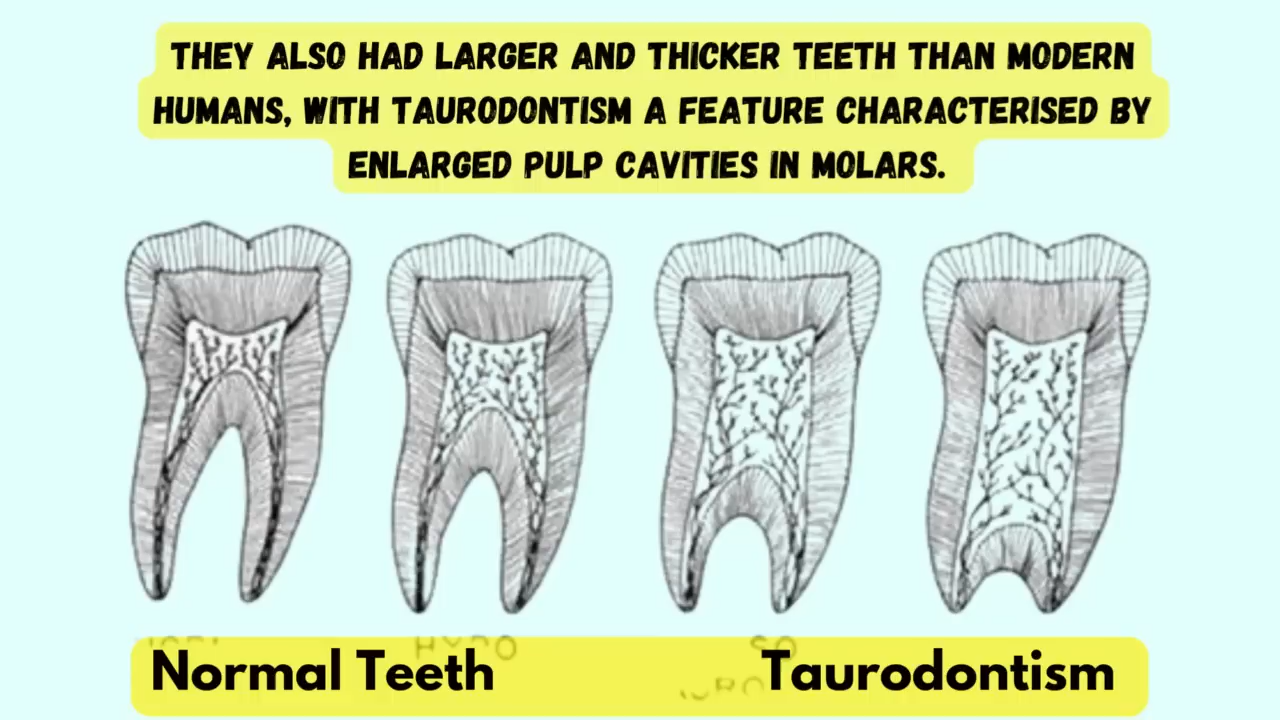 THEY ALSO HAD LARGER AND THICKER TEETH THAN MODERN
HUMANS, WITH TAURODONTISM A FEATURE CHARACTERISED BY
ENLARGED PULP CAVITIES IN MOLARS.
Normal Teeth
Taurodontism